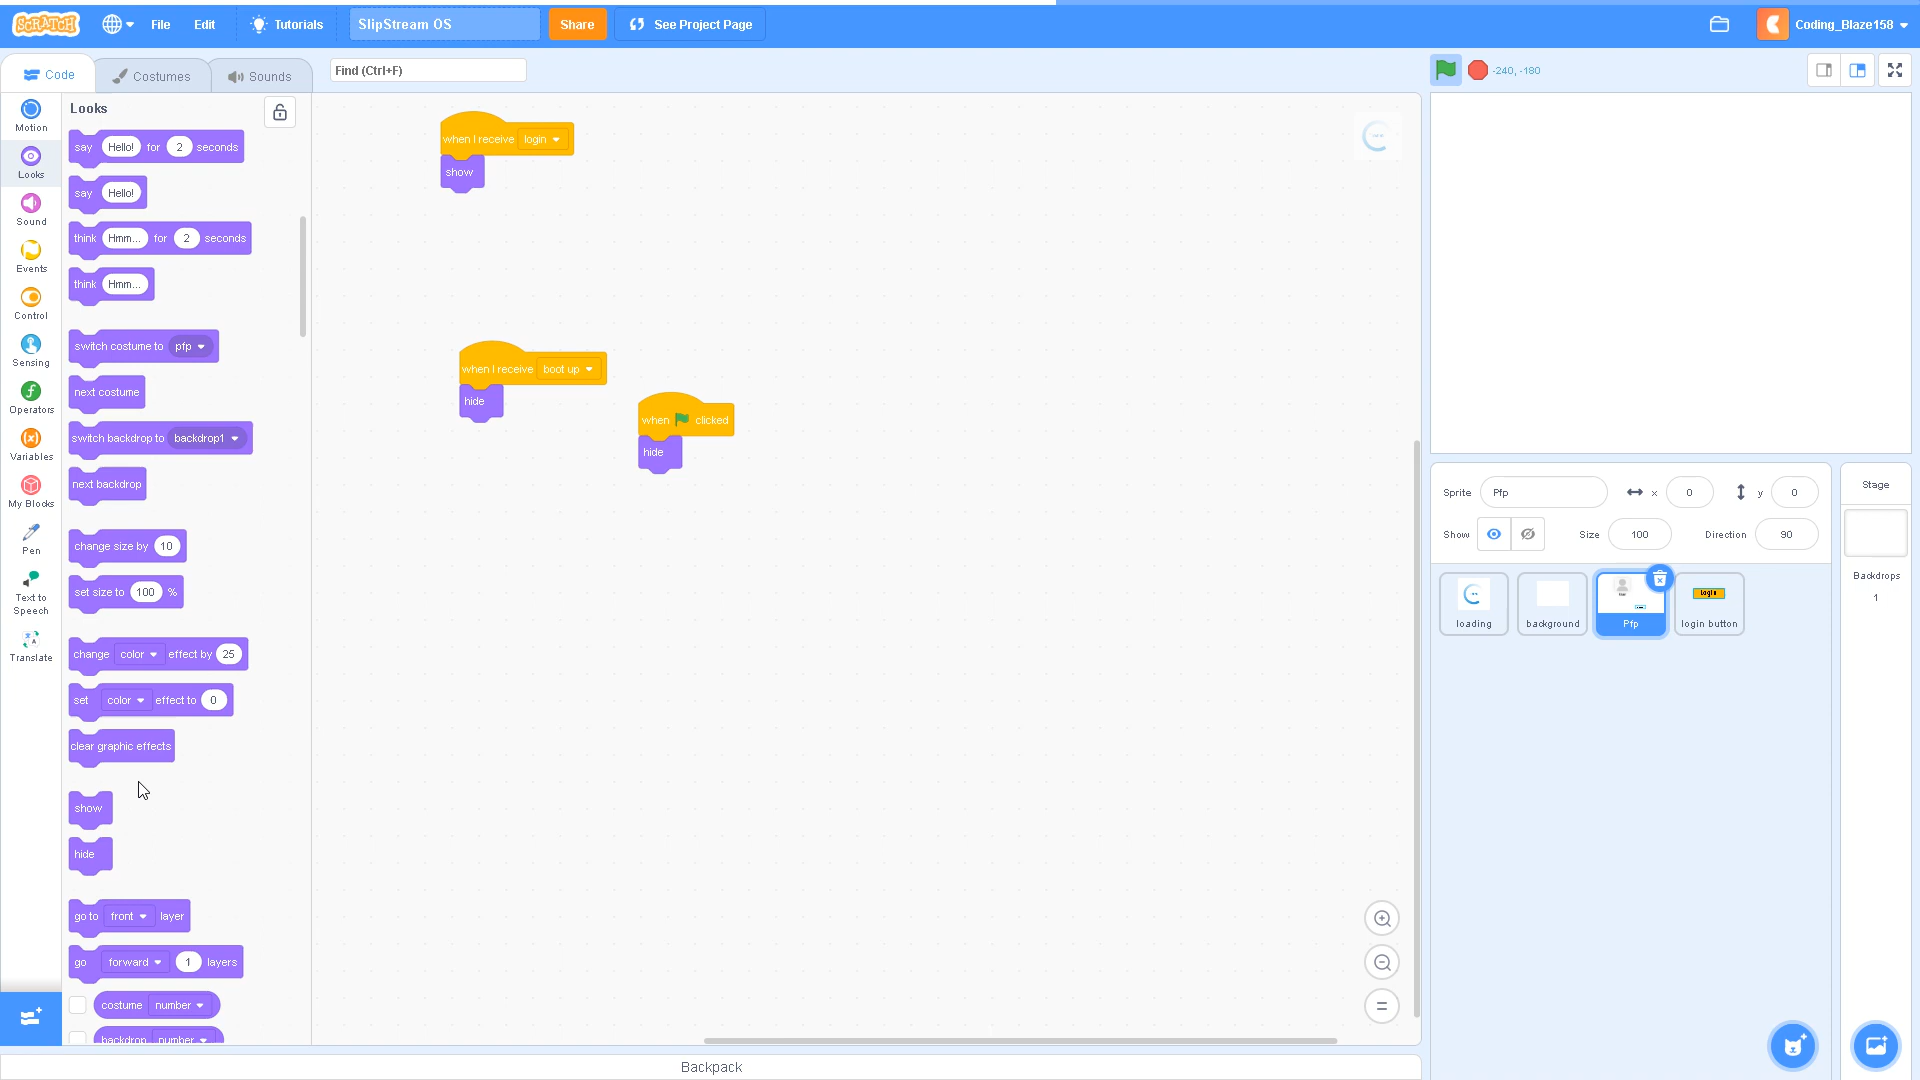 SCRATCH File Edit Tutorials SlipStream OS Share See Project Page Coding_Blaze158
Code Costumes Sounds Find (Ctrl+F) -240, -180
Motion
Looks
Sound
Events
Control
Sensing
Operators
Variables
My Blocks
Pen
Text to
Speech
Translate
Looks
say Hello! for 2 seconds
say Hello!
think Hmm... for 2 seconds
think Hmm...
switch costume to pfp
next costume
switch backdrop to backdrop1
next backdrop
change size by 10
set size to 100 %
change color effect by 25
set color effect to 0
clear graphic effects
show
hide
go to front layer
go forward 1 layers
costume number
backdrop number
when I receive login
show
when I receive boot up
hide
when clicked
hide
Sprite Pfp x 0 y 0
Show Size 100 Direction 90
loading
background
Pfp
login
login button
Stage
Backdrops
1
Backpack